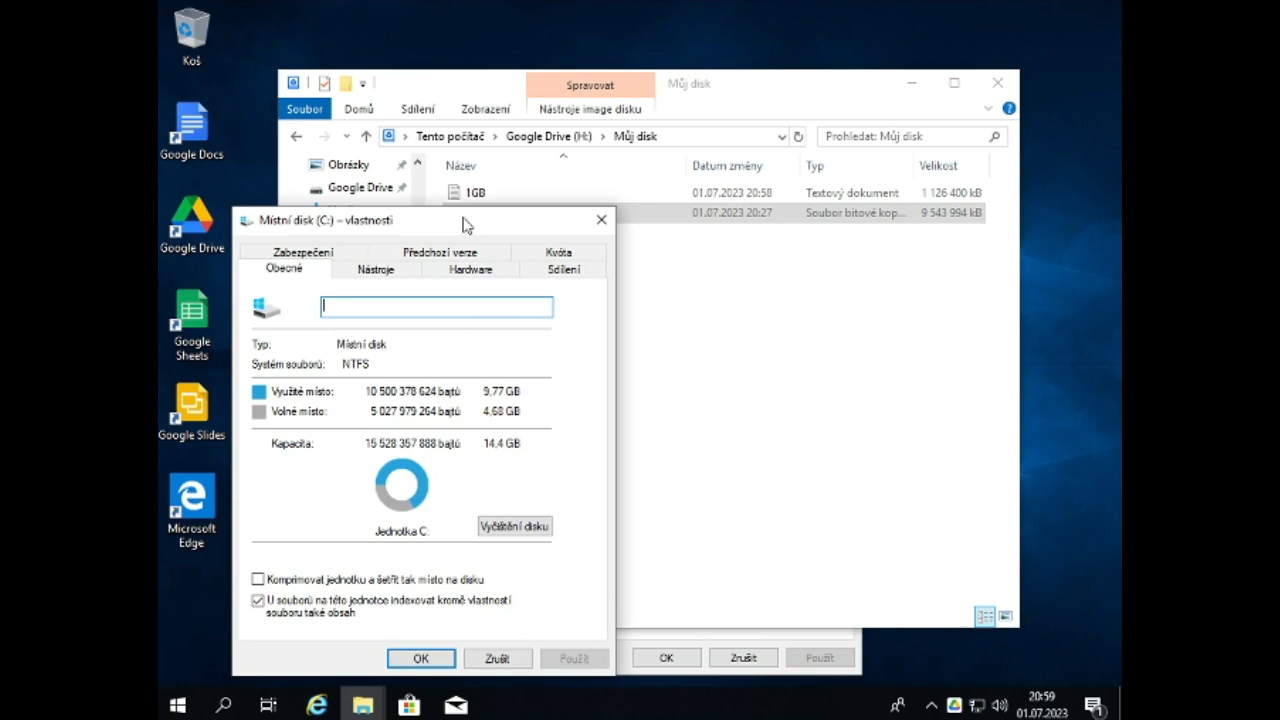 Koš
Google Docs
Google Drive
Google Sheets
Google Slides
Microsoft Edge
Spravovat
Můj disk
Soubor
Domů
Sdílení
Zobrazení
Nástroje image disku
Tento počítač
Google Drive (H:)
Můj disk
Prohledat: Můj disk
Obrázky
Google Drive
Název
Datum změny
Typ
Velikost
1GB
01.07.2023 20:58
Textový dokument
1 126 400 kB
01.07.2023 20:27
Soubor bitové kop...
9 543 994 kB
Místní disk (C:) – vlastnosti
Zabezpečení
Předchozí verze
Kvóta
Obecné
Nástroje
Hardware
Sdílení
Typ: Místní disk
Systém souborů: NTFS
Využité místo: 10 500 378 624 bajtů 9,77 GB
Volné místo: 5 027 979 264 bajtů 4,68 GB
Kapacita: 15 528 357 888 bajtů 14,4 GB
Jednotka C:
Vyčištění disku
Komprimovat jednotku a šetřit tak místo na disku
U souborů na této jednotce indexovat kromě vlastností
souboru také obsah
OK
Zrušit
Použít
OK
Zrušit
Použít
20:59
01.07.2023
1